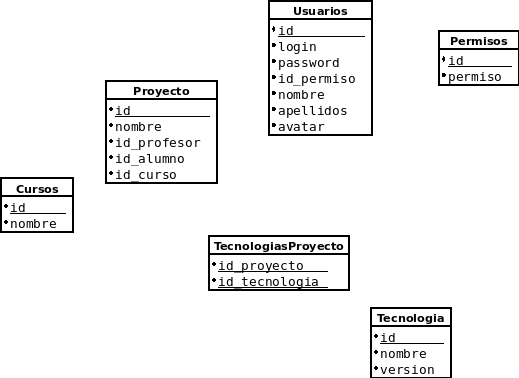 Usuarios
id
login
password
id_permiso
nombre
apellidos
avatar
Permisos
id
permiso
Proyecto
id
nombre
id_profesor
id_alumno
id_curso
Cursos
id
nombre
TecnologiasProyecto
id_proyecto
id_tecnologia
Tecnologia
id
nombre
version